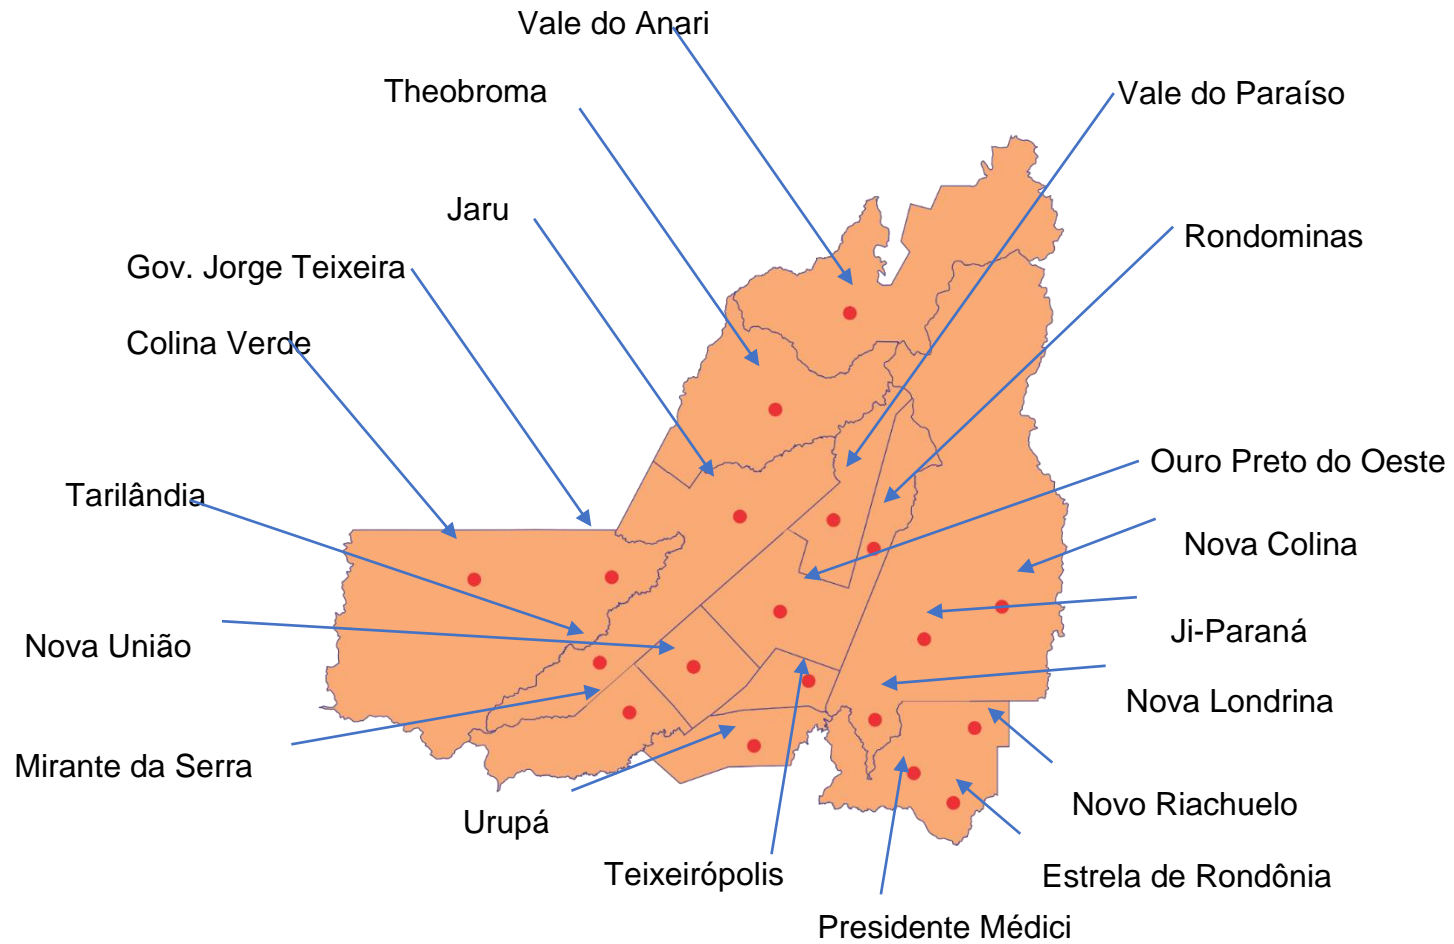 Vale do Anari
Theobroma
Vale do Paraíso
Jaru
Rondominas
Gov. Jorge Teixeira
Colina Verde
Ouro Preto do Oeste
Tarilândia
Nova Colina
Ji-Paraná
Nova União
Nova Londrina
Mirante da Serra
Novo Riachuelo
Urupá
Teixeirópolis
Estrela de Rondônia
Presidente Médici